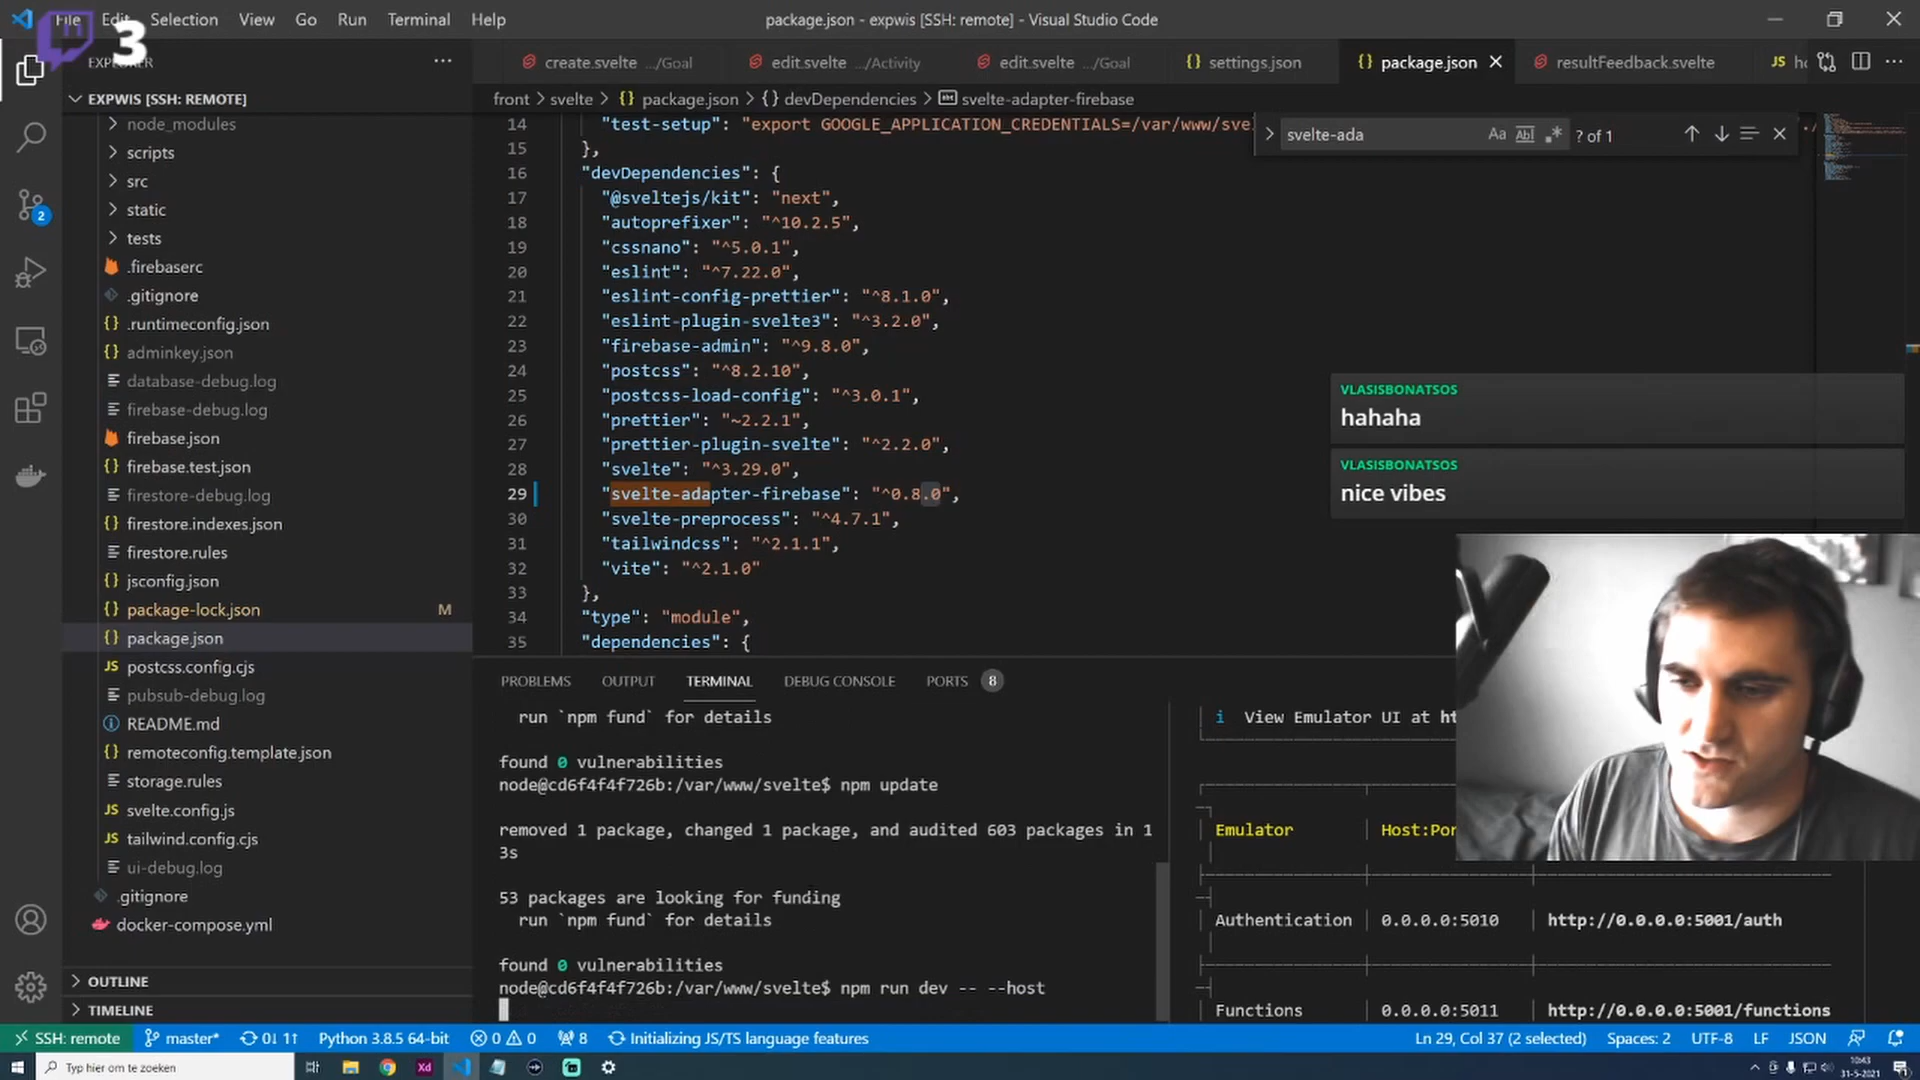 File Edit Selection View Go Run Terminal Help
package.json - expwis [SSH: remote] - Visual Studio Code
3
EXPLORER
create.svelte .../Goal
edit.svelte .../Activity
edit.svelte .../Goal
settings.json
package.json
resultFeedback.svelte
EXPWIS [SSH: REMOTE]
node_modules
scripts
src
static
tests
.firebaserc
.gitignore
.runtimeconfig.json
adminkey.json
database-debug.log
firebase-debug.log
firebase.json
firebase.test.json
firestore-debug.log
firestore.indexes.json
firestore.rules
jsconfig.json
package-lock.json M
package.json
postcss.config.cjs
pubsub-debug.log
README.md
remoteconfig.template.json
storage.rules
svelte.config.js
tailwind.config.cjs
ui-debug.log
.gitignore
docker-compose.yml
OUTLINE
TIMELINE
2
front > svelte > {} package.json > {} devDependencies > svelte-adapter-firebase
svelte-ada
Aa Abl .* ? of 1
14 "test-setup": "export GOOGLE_APPLICATION_CREDENTIALS=/var/www/sve
15 },
16 "devDependencies": {
17 "@sveltejs/kit": "next",
18 "autoprefixer": "^10.2.5",
19 "cssnano": "^5.0.1",
20 "eslint": "^7.22.0",
21 "eslint-config-prettier": "^8.1.0",
22 "eslint-plugin-svelte3": "^3.2.0",
23 "firebase-admin": "^9.8.0",
24 "postcss": "^8.2.10",
25 "postcss-load-config": "^3.0.1",
26 "prettier": "~2.2.1",
27 "prettier-plugin-svelte": "^2.2.0",
28 "svelte": "^3.29.0",
29 "svelte-adapter-firebase": "^0.8.0",
30 "svelte-preprocess": "^4.7.1",
31 "tailwindcss": "^2.1.1",
32 "vite": "^2.1.0"
33 },
34 "type": "module",
35 "dependencies": {
VLASISBONATSOS
hahaha
VLASISBONATSOS
nice vibes
PROBLEMS OUTPUT TERMINAL DEBUG CONSOLE PORTS 8
run `npm fund` for details
found 0 vulnerabilities
node@cd6f4f4f726b:/var/www/svelte$ npm update
removed 1 package, changed 1 package, and audited 603 packages in 1
3s
53 packages are looking for funding
run `npm fund` for details
found 0 vulnerabilities
node@cd6f4f4f726b:/var/www/svelte$ npm run dev -- --host
i View Emulator UI at ht
Emulator Host:Por
Authentication 0.0.0.0:5010 http://0.0.0.0:5001/auth
Functions 0.0.0.0:5011 http://0.0.0.0:5001/functions
SSH: remote master* 0↓ 1↑ Python 3.8.5 64-bit 0 0 8 Initializing JS/TS language features
Ln 29, Col 37 (2 selected) Spaces: 2 UTF-8 LF JSON
Typ hier om te zoeken
Xd
10:43
31-5-2021